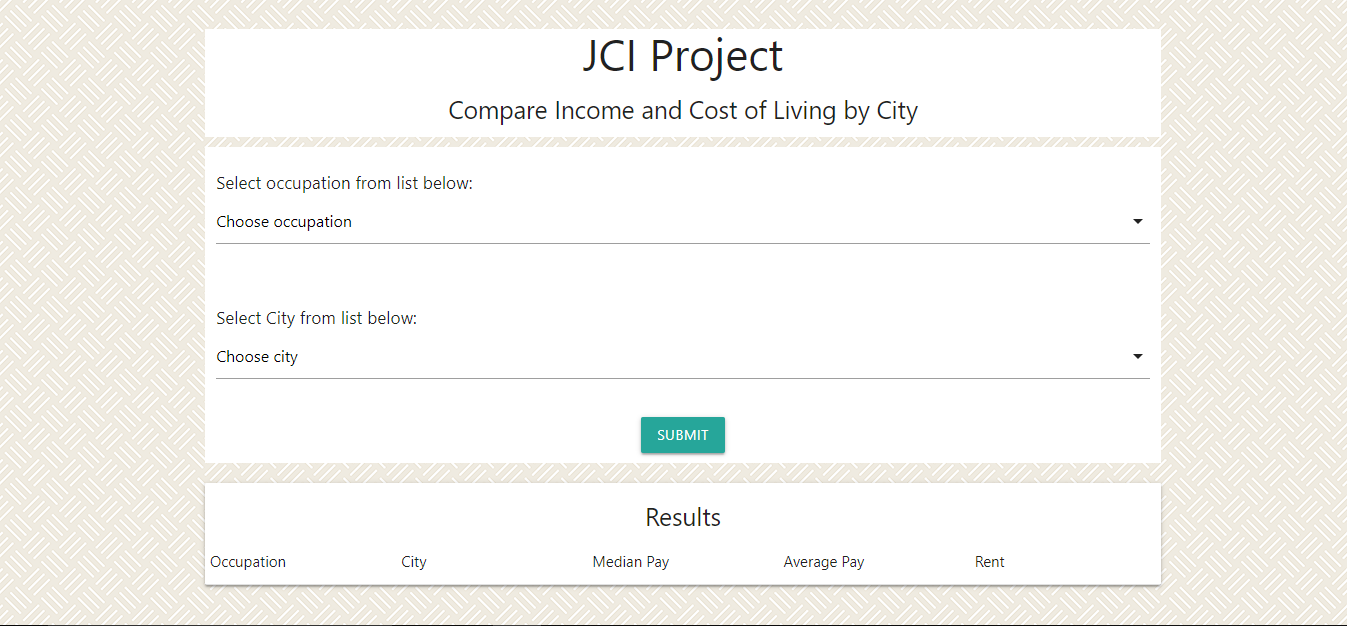 JCI Project
Compare Income and Cost of Living by City
Select occupation from list below:
Choose occupation
Select City from list below:
Choose city
SUBMIT
Results
Occupation City Median Pay Average Pay Rent